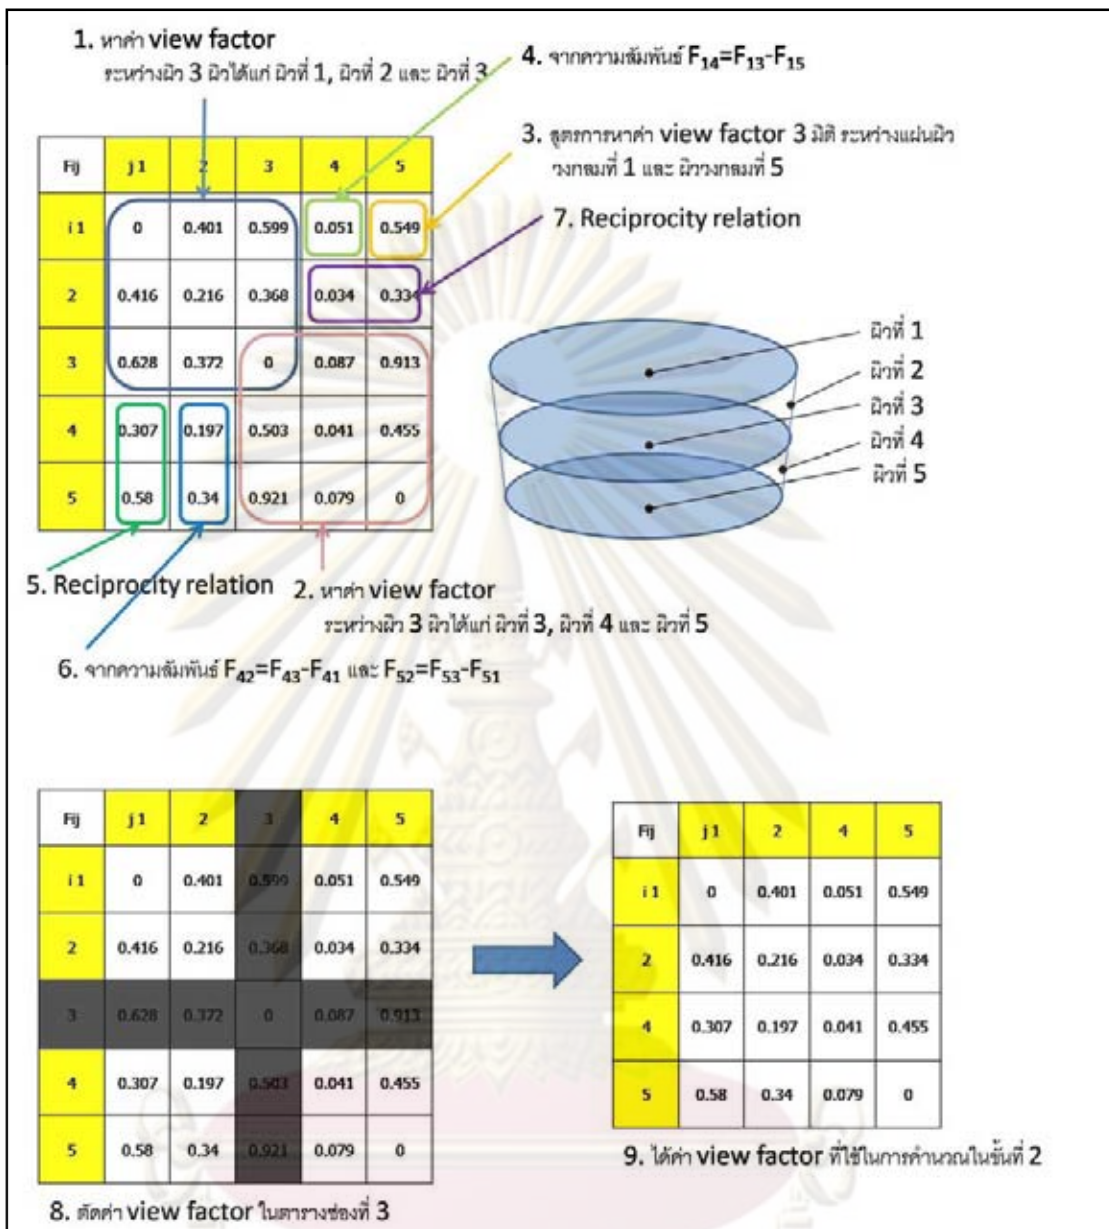 1. หาค่า view factor
ระหว่างผิว 3 ผิวได้แก่ ผิวที่ 1, ผิวที่ 2 และ ผิวที่ 3
4. จากความสัมพันธ์ F14=F13-F15
3. สูตรการหาค่า view factor 3 มิติ ระหว่างแผ่นผิว
วงกลมที่ 1 และ ผิววงกลมที่ 5
7. Reciprocity relation
Fij j1 2 3 4 5
i1 0 0.401 0.599 0.051 0.549
2 0.416 0.216 0.368 0.034 0.334
3 0.628 0.372 0 0.087 0.913
4 0.307 0.197 0.503 0.041 0.455
5 0.58 0.34 0.921 0.079 0
ผิวที่ 1
ผิวที่ 2
ผิวที่ 3
ผิวที่ 4
ผิวที่ 5
5. Reciprocity relation
2. หาค่า view factor
ระหว่างผิว 3 ผิวได้แก่ ผิวที่ 3, ผิวที่ 4 และ ผิวที่ 5
6. จากความสัมพันธ์ F42=F43-F41 และ F52=F53-F51
Fij j1 2 3 4 5
i1 0 0.401 0.599 0.051 0.549
2 0.416 0.216 0.368 0.034 0.334
3 0.628 0.372 0 0.087 0.913
4 0.307 0.197 0.503 0.041 0.455
5 0.58 0.34 0.921 0.079 0
8. ตัดค่า view factor ในตารางช่องที่ 3
Fij j1 2 4 5
i1 0 0.401 0.051 0.549
2 0.416 0.216 0.034 0.334
4 0.307 0.197 0.041 0.455
5 0.58 0.34 0.079 0
9. ได้ค่า view factor ที่ใช้ในการคำนวณในชั้นที่ 2